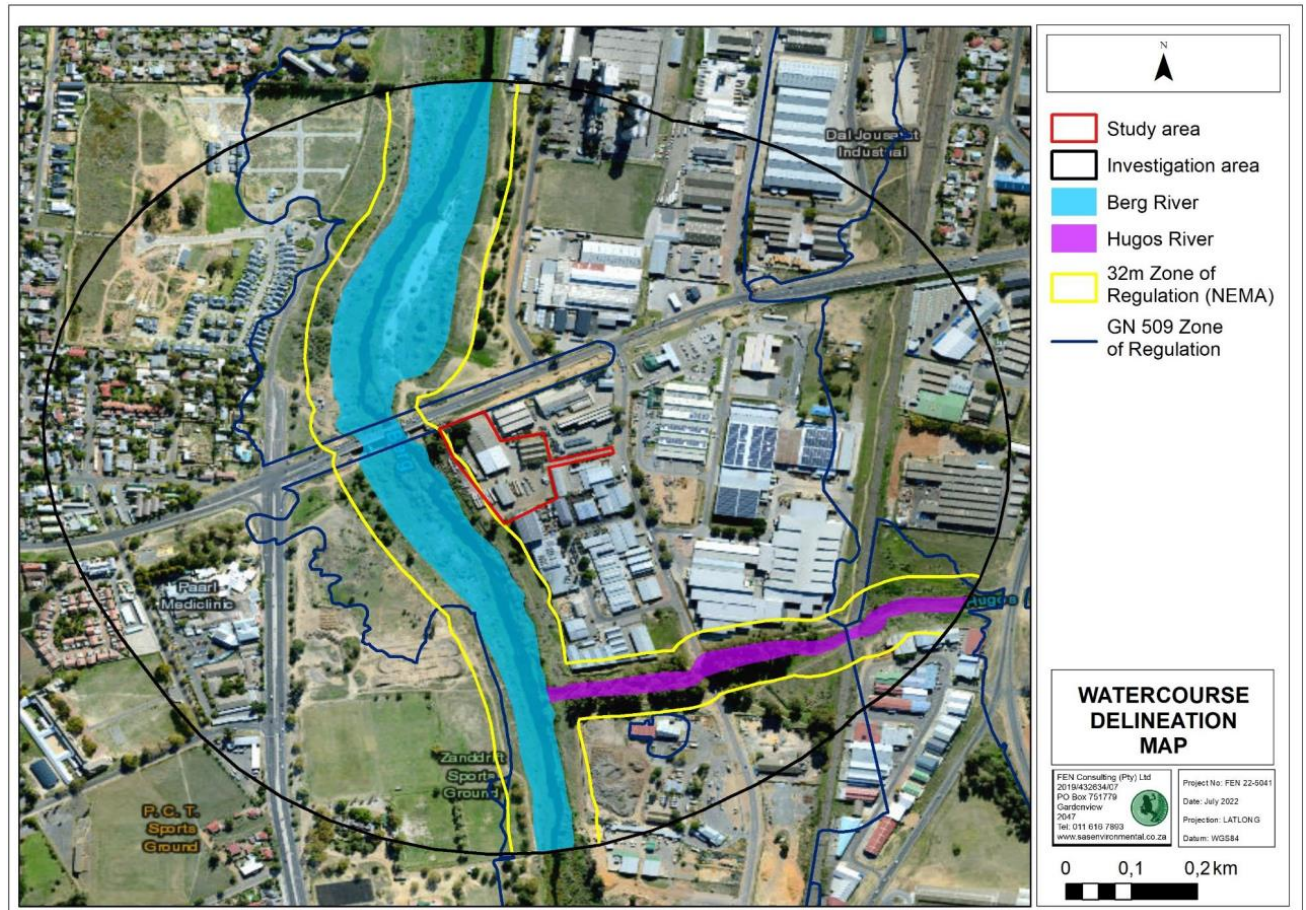 Dal Josaphat
Industrial
Berg
Paarl
Mediclinic
Hugos
Zanddrift
Sports
Ground
P. C. T.
Sports
Ground
N
Study area
Investigation area
Berg River
Hugos River
32m Zone of
Regulation (NEMA)
GN 509 Zone
of Regulation
WATERCOURSE
DELINEATION
MAP
FEN Consulting (Pty) Ltd
2019/432634/07
PO Box 751779
Gardenview
2047
Tel: 011 616 7893
www.sasenvironmental.co.za
Project No: FEN 22-5041
Date: July 2022
Projection: LATLONG
Datum: WGS84
0 0,1 0,2 km